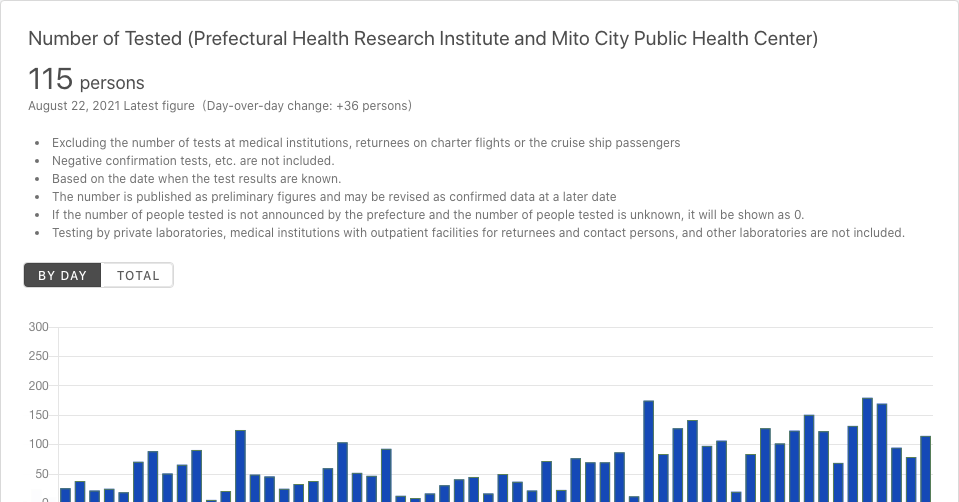 Number of Tested (Prefectural Health Research Institute and Mito City Public Health Center)
115 persons
August 22, 2021 Latest figure (Day-over-day change: +36 persons)
• Excluding the number of tests at medical institutions, returnees on charter flights or the cruise ship passengers
• Negative confirmation tests, etc. are not included.
• Based on the date when the test results are known.
• The number is published as preliminary figures and may be revised as confirmed data at a later date
• If the number of people tested is not announced by the prefecture and the number of people tested is unknown, it will be shown as 0.
• Testing by private laboratories, medical institutions with outpatient facilities for returnees and contact persons, and other laboratories are not included.
BY DAY TOTAL
300
250
200
150
100
50
0